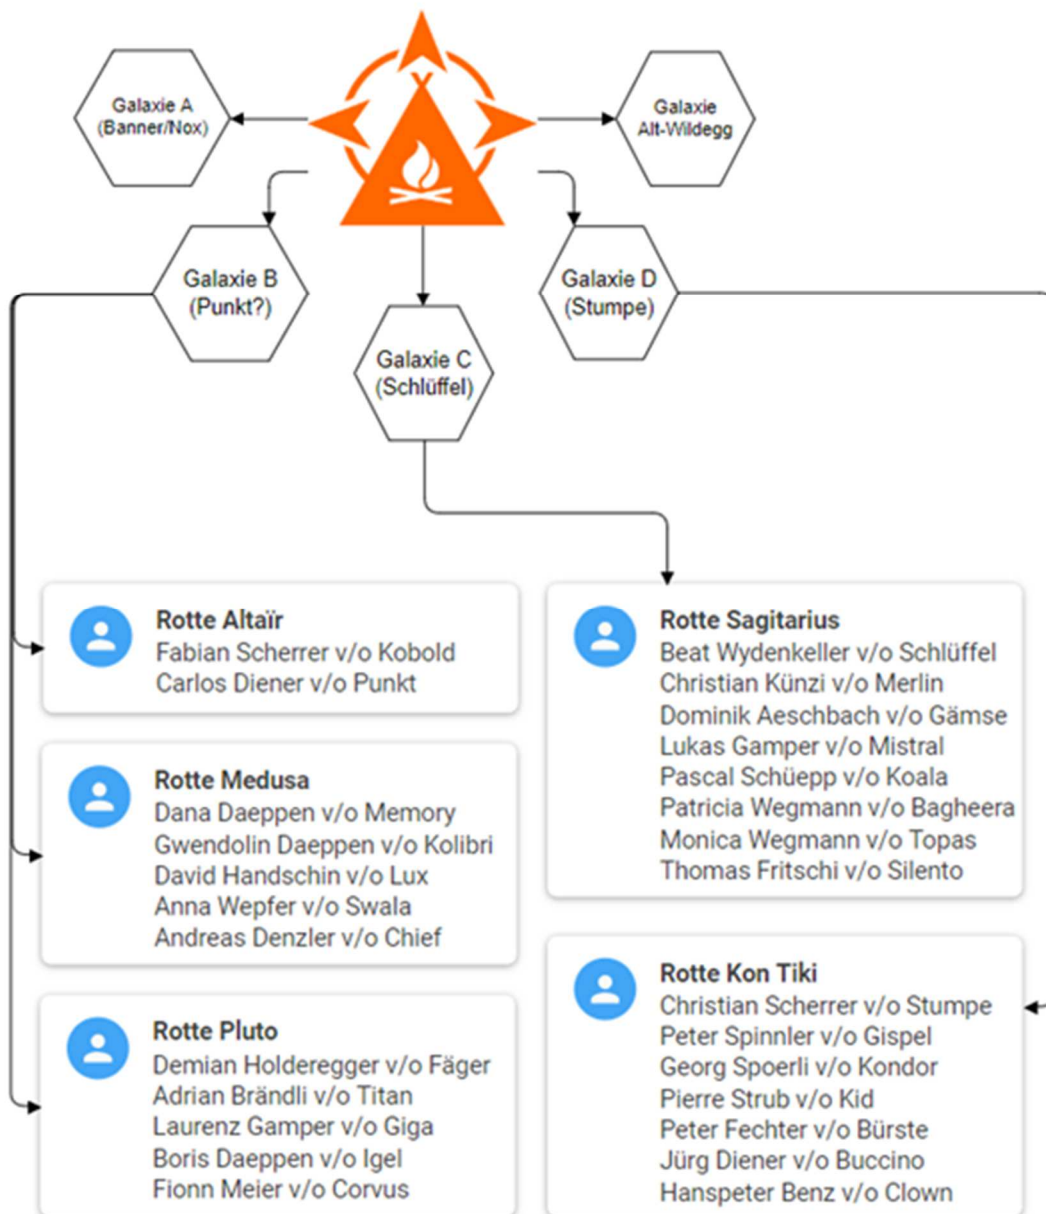 Galaxie A
(Banner/Nox)
Galaxie
Alt-Wildegg
Galaxie B
(Punkt?)
Galaxie D
(Stumpe)
Galaxie C
(Schlüffel)
Rotte Altaïr
Fabian Scherrer v/o Kobold
Carlos Diener v/o Punkt
Rotte Medusa
Dana Daeppen v/o Memory
Gwendolin Daeppen v/o Kolibri
David Handschin v/o Lux
Anna Wepfer v/o Swala
Andreas Denzler v/o Chief
Rotte Pluto
Demian Holderegger v/o Fäger
Adrian Brändli v/o Titan
Laurenz Gamper v/o Giga
Boris Daeppen v/o Igel
Fionn Meier v/o Corvus
Rotte Sagitarius
Beat Wydenkeller v/o Schlüffel
Christian Künzi v/o Merlin
Dominik Aeschbach v/o Gämse
Lukas Gamper v/o Mistral
Pascal Schüepp v/o Koala
Patricia Wegmann v/o Bagheera
Monica Wegmann v/o Topas
Thomas Fritschi v/o Silento
Rotte Kon Tiki
Christian Scherrer v/o Stumpe
Peter Spinnler v/o Gispel
Georg Spoerli v/o Kondor
Pierre Strub v/o Kid
Peter Fechter v/o Bürste
Jürg Diener v/o Buccino
Hanspeter Benz v/o Clown